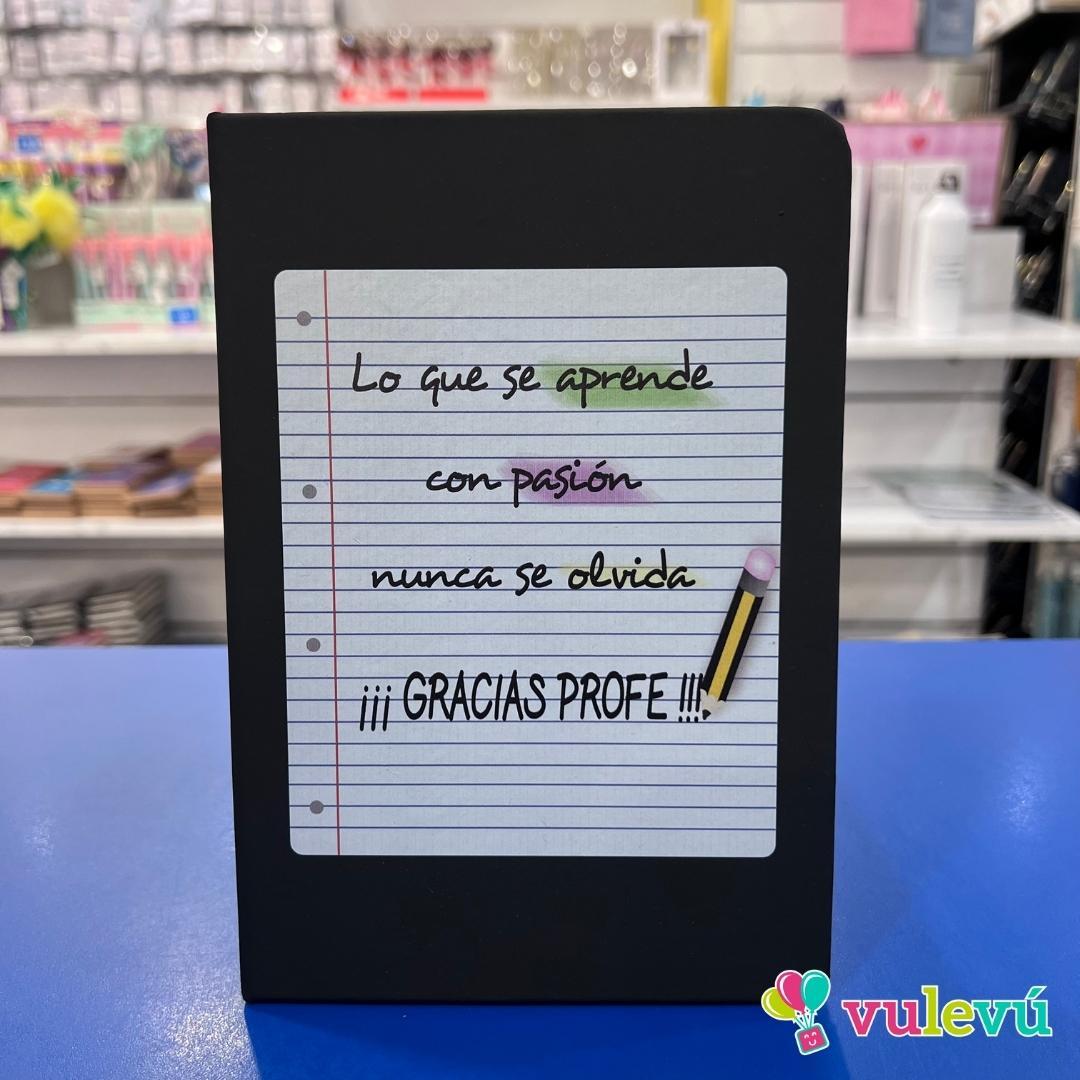 Lo que se aprende
con pasión
nunca se olvida
¡¡¡ GRACIAS PROFE !!!
vulevú